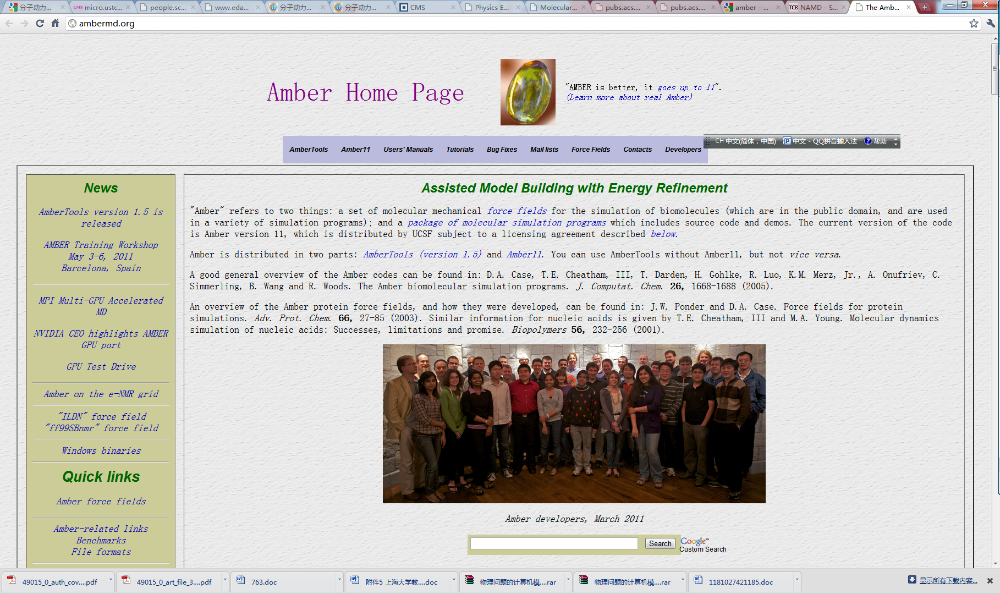 分子动力...
micro.ustc...
people.sc...
www.eda...
分子动力...
分子动力...
CMS
Physics E...
Molecular...
pubs.acs....
pubs.acs....
amber - ...
NAMD - S...
The Amb...
ambermd.org
Amber Home Page
"AMBER is better, it goes up to 11".
(Learn more about real Amber)
AmberTools Amber11 Users' Manuals Tutorials Bug Fixes Mail lists Force Fields Contacts Developers
CH 中文(简体，中国) 中文 - QQ拼音输入法 帮助
News
AmberTools version 1.5 is
released
AMBER Training Workshop
May 3-6, 2011
Barcelona, Spain
MPI Multi-GPU Accelerated
MD
NVIDIA CEO highlights AMBER
GPU port
GPU Test Drive
Amber on the e-NMR grid
"ILDN" force field
"ff99SBnmr" force field
Windows binaries
Quick links
Amber force fields
Amber-related links
Benchmarks
File formats
Assisted Model Building with Energy Refinement
"Amber" refers to two things: a set of molecular mechanical force fields for the simulation of biomolecules (which are in the public domain, and are used
in a variety of simulation programs); and a package of molecular simulation programs which includes source code and demos. The current version of the code
is Amber version 11, which is distributed by UCSF subject to a licensing agreement described below.
Amber is distributed in two parts: AmberTools (version 1.5) and Amber11. You can use AmberTools without Amber11, but not vice versa.
A good general overview of the Amber codes can be found in: D.A. Case, T.E. Cheatham, III, T. Darden, H. Gohlke, R. Luo, K.M. Merz, Jr., A. Onufriev, C.
Simmerling, B. Wang and R. Woods. The Amber biomolecular simulation programs. J. Computat. Chem. 26, 1668-1688 (2005).
An overview of the Amber protein force fields, and how they were developed, can be found in: J.W. Ponder and D.A. Case. Force fields for protein
simulations. Adv. Prot. Chem. 66, 27-85 (2003). Similar information for nucleic acids is given by T.E. Cheatham, III and M.A. Young. Molecular dynamics
simulation of nucleic acids: Successes, limitations and promise. Biopolymers 56, 232-256 (2001).
Amber developers, March 2011
Search
Google™
Custom Search
49015_0_auth_cov....pdf
49015_0_art_file_3....pdf
763.doc
附件5 上海大学教....doc
物理问题的计算机模....rar
物理问题的计算机模....rar
1181027421185.doc
显示所有下载内容...